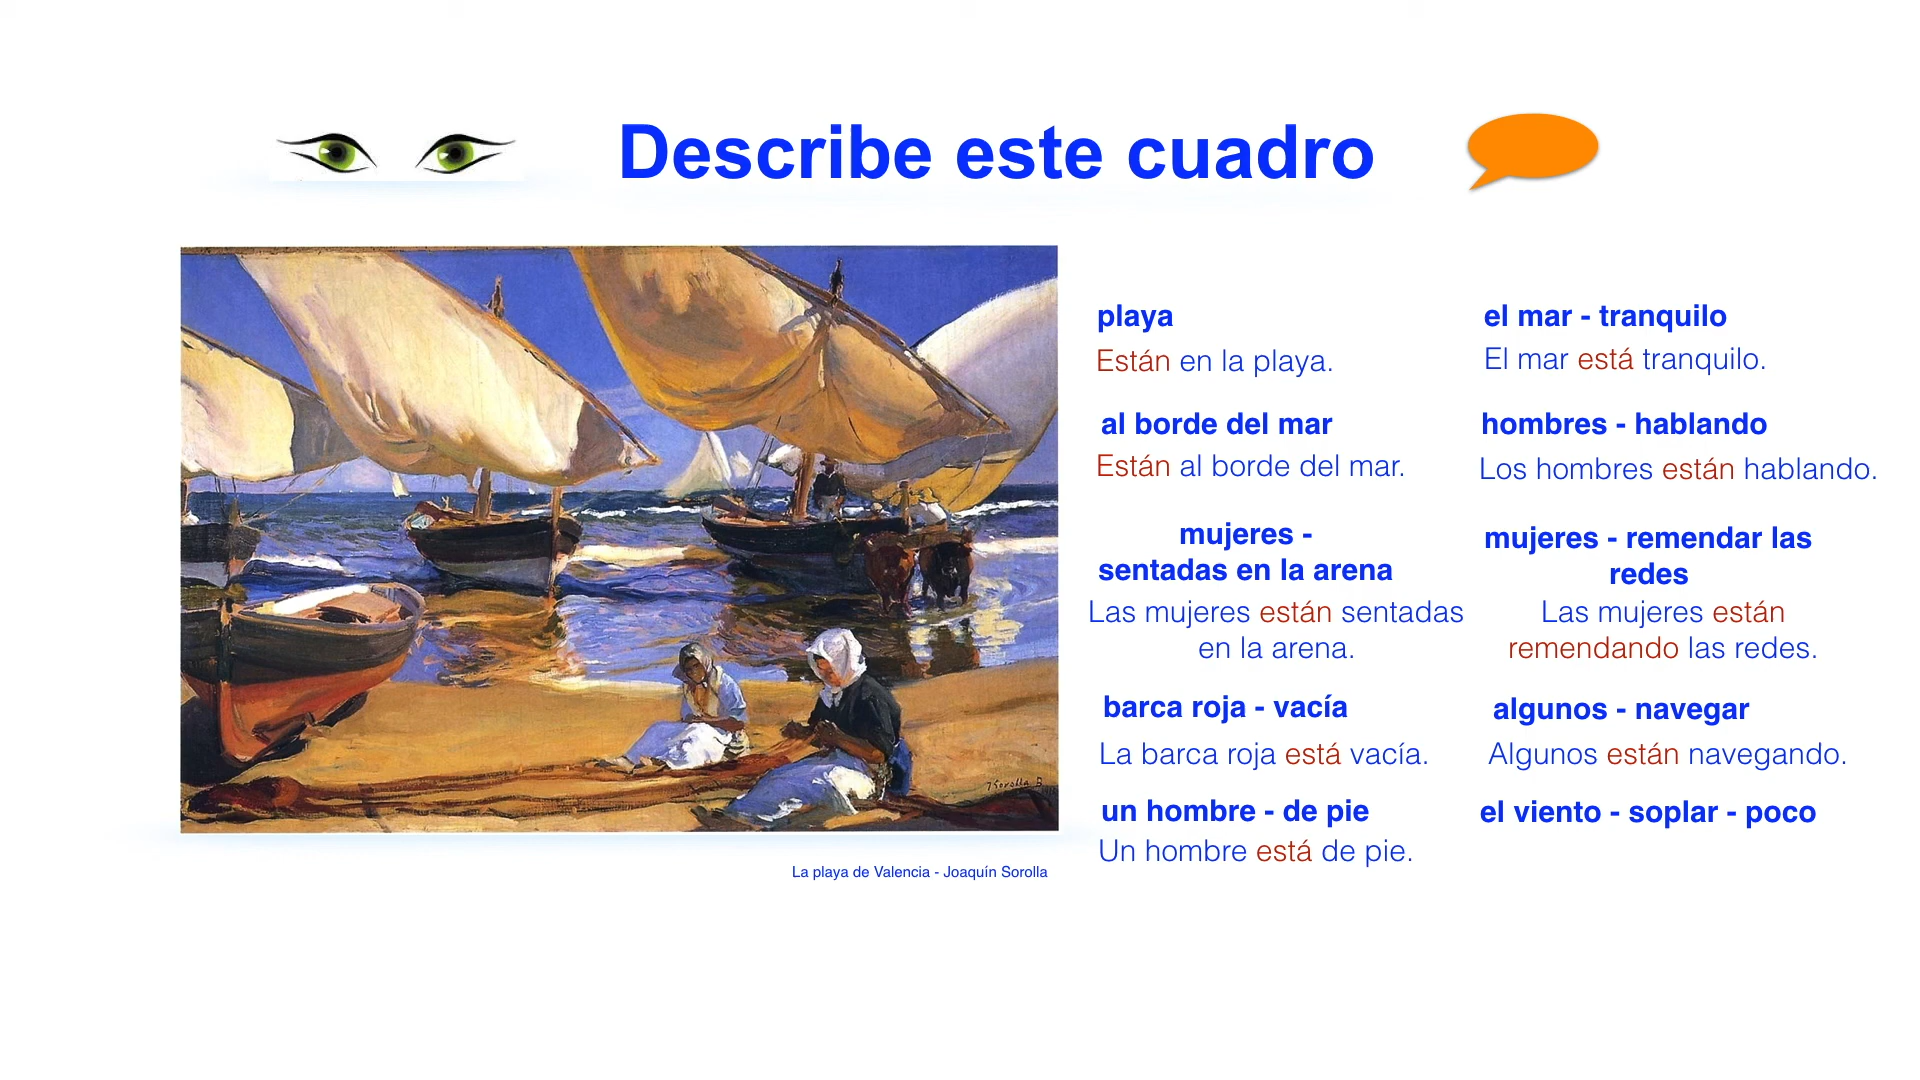 Describe este cuadro
playa
Están en la playa.
al borde del mar
Están al borde del mar.
mujeres -
sentadas en la arena
Las mujeres están sentadas
en la arena.
barca roja - vacía
La barca roja está vacía.
un hombre - de pie
Un hombre está de pie.
el mar - tranquilo
El mar está tranquilo.
hombres - hablando
Los hombres están hablando.
mujeres - remendar las
redes
Las mujeres están
remendando las redes.
algunos - navegar
Algunos están navegando.
el viento - soplar - poco
J Sorolla B
La playa de Valencia - Joaquín Sorolla